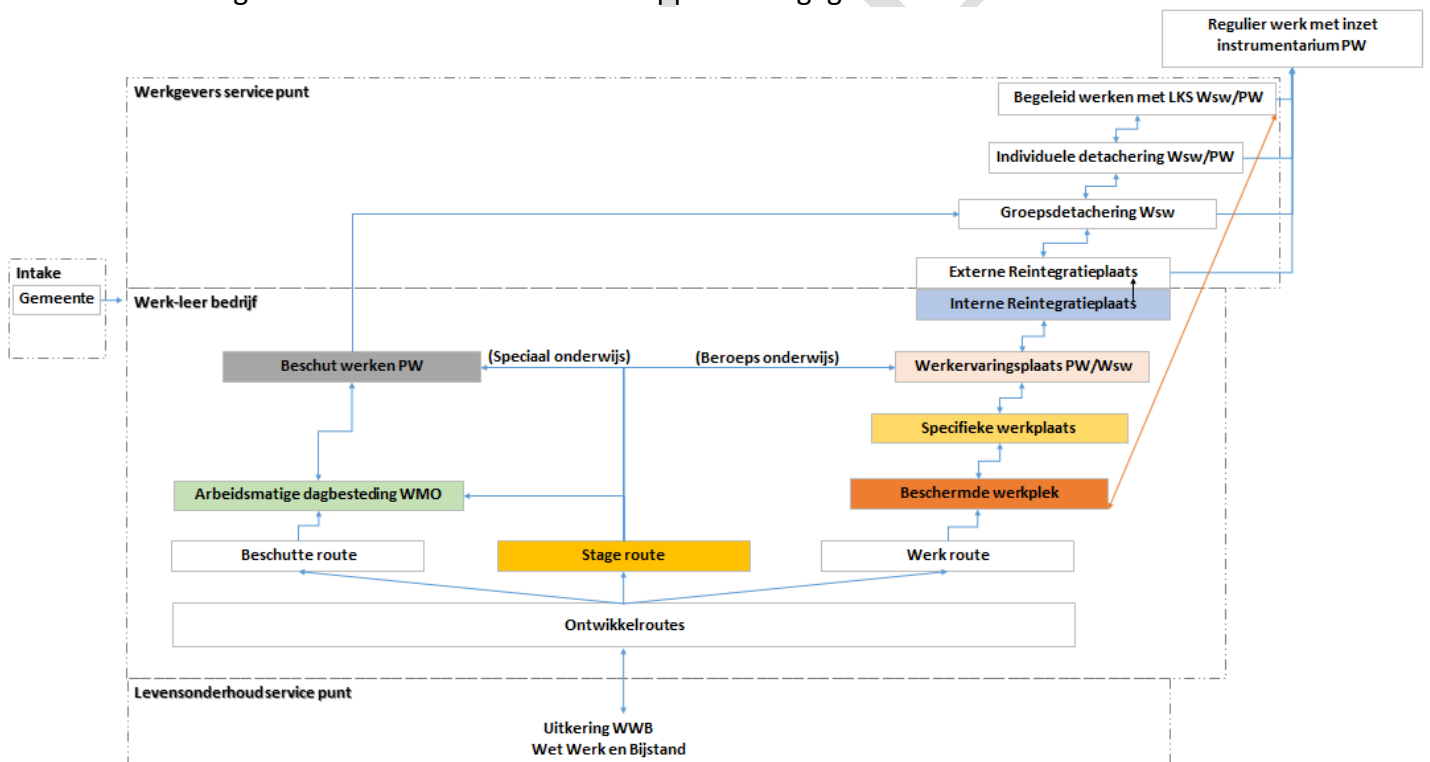 Regulier werk met inzet
instrumentarium PW
Werkgevers service punt
Begeleid werken met LKS Wsw/PW
Individuele detachering Wsw/PW
Groepsdetachering Wsw
Intake
Gemeente
Externe Reintegratieplaats
Werk-leer bedrijf
Interne Reintegratieplaats
Beschut werken PW
(Speciaal onderwijs)
(Beroeps onderwijs)
Werkervaringsplaats PW/Wsw
Specifieke werkplaats
Arbeidsmatige dagbesteding WMO
Beschermde werkplek
Beschutte route
Stage route
Werk route
Ontwikkelroutes
Levensonderhoud service punt
Uitkering WWB
Wet Werk en Bijstand